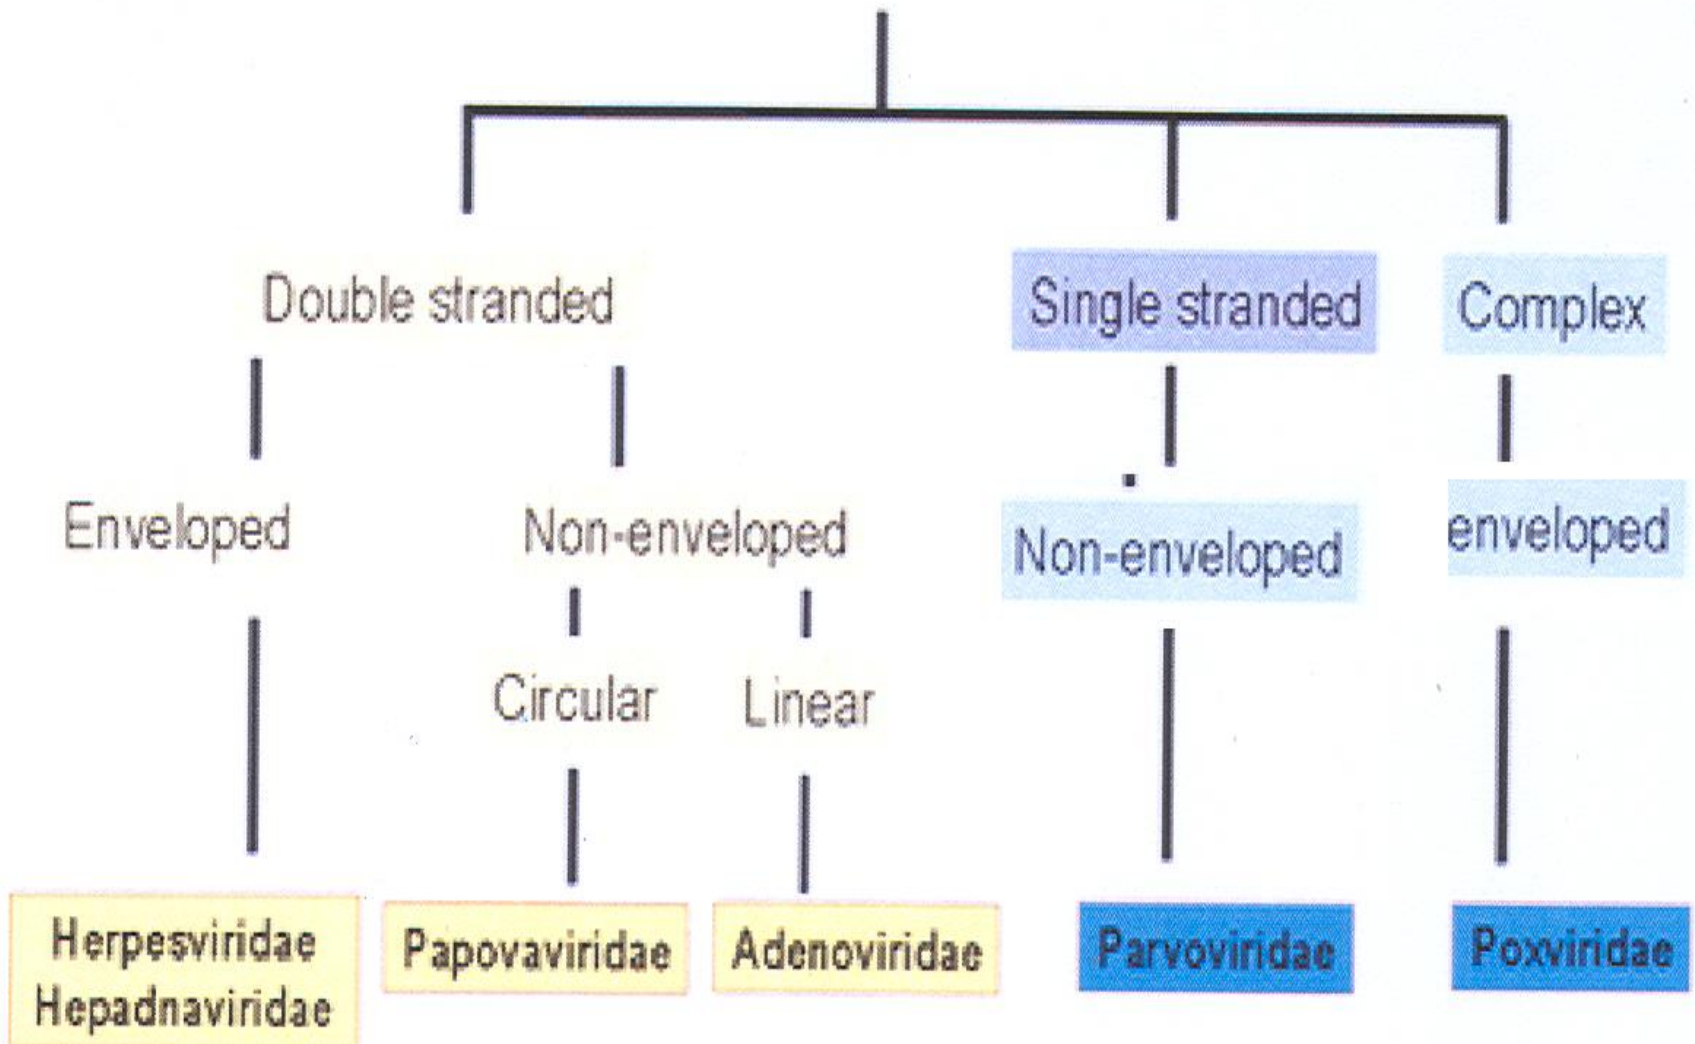 Double stranded
Single stranded
Complex
Enveloped
Non-enveloped
Non-enveloped
enveloped
Circular
Linear
Herpesviridae
Hepadnaviridae
Papovaviridae
Adenoviridae
Parvoviridae
Poxviridae